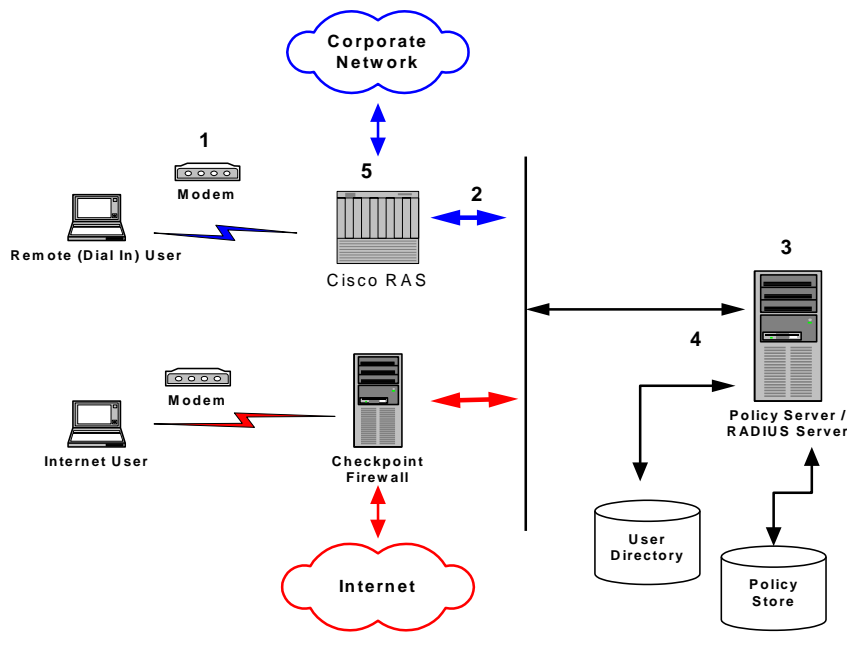 Corporate
Network
1
Modem
5
2
Remote (Dial In) User
Cisco RAS
3
4
Modem
Internet User
Checkpoint
Firewall
Policy Server /
RADIUS Server
User
Directory
Internet
Policy
Store